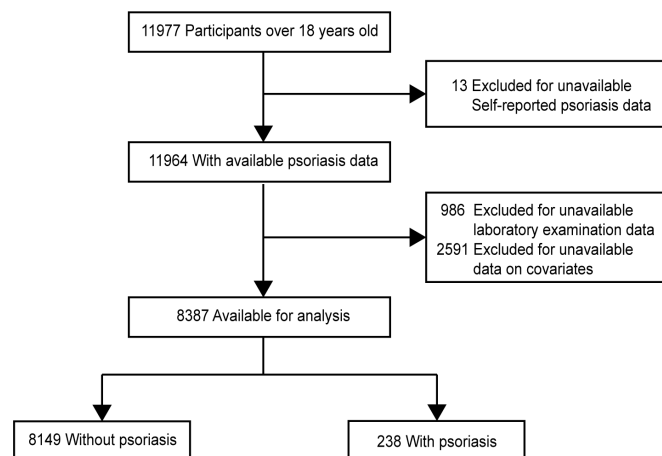 11977 Participants over 18 years old
13 Excluded for unavailable
Self-reported psoriasis data
11964 With available psoriasis data
986 Excluded for unavailable
laboratory examination data
2591 Excluded for unavailable
data on covariates
8387 Available for analysis
8149 Without psoriasis
238 With psoriasis